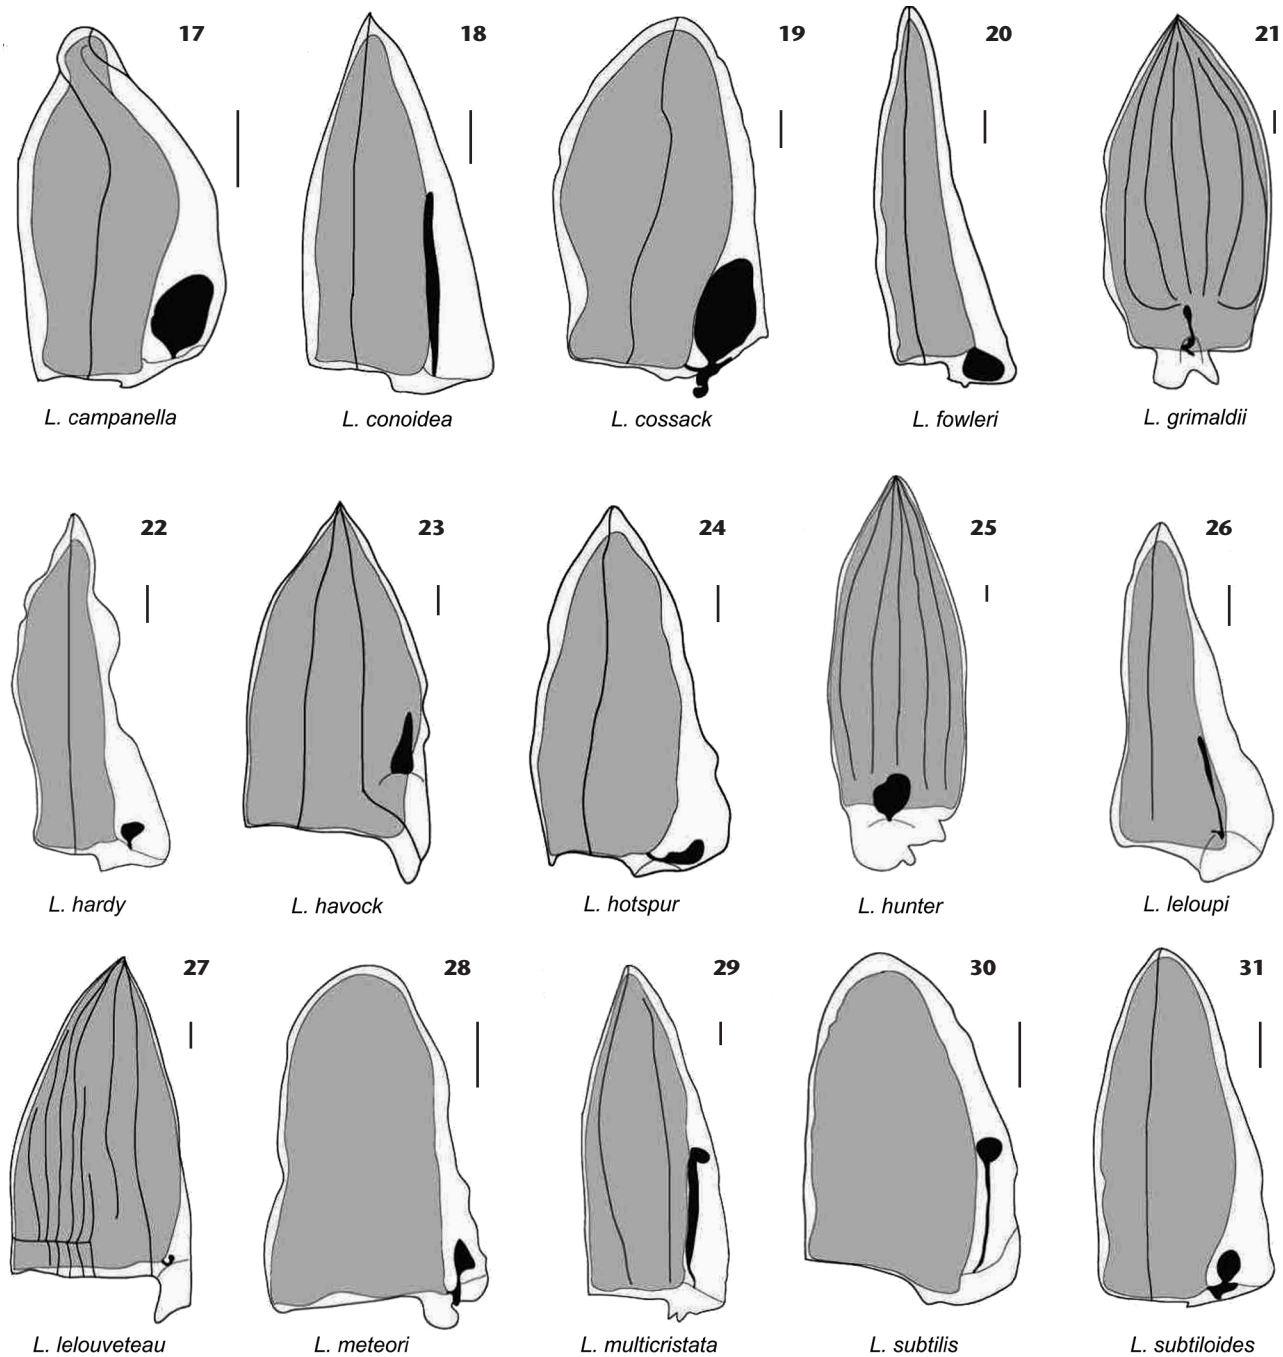 17 18 19 20 21
L. campanella L. conoidea L. cossack L. fowleri L. grimaldii
22 23 24 25 26
L. hardy L. havock L. hotspur L. hunter L. leloupi
27 28 29 30 31
L. lelouveteau L. meteori L. multicristata L. subtilis L. subtiloides